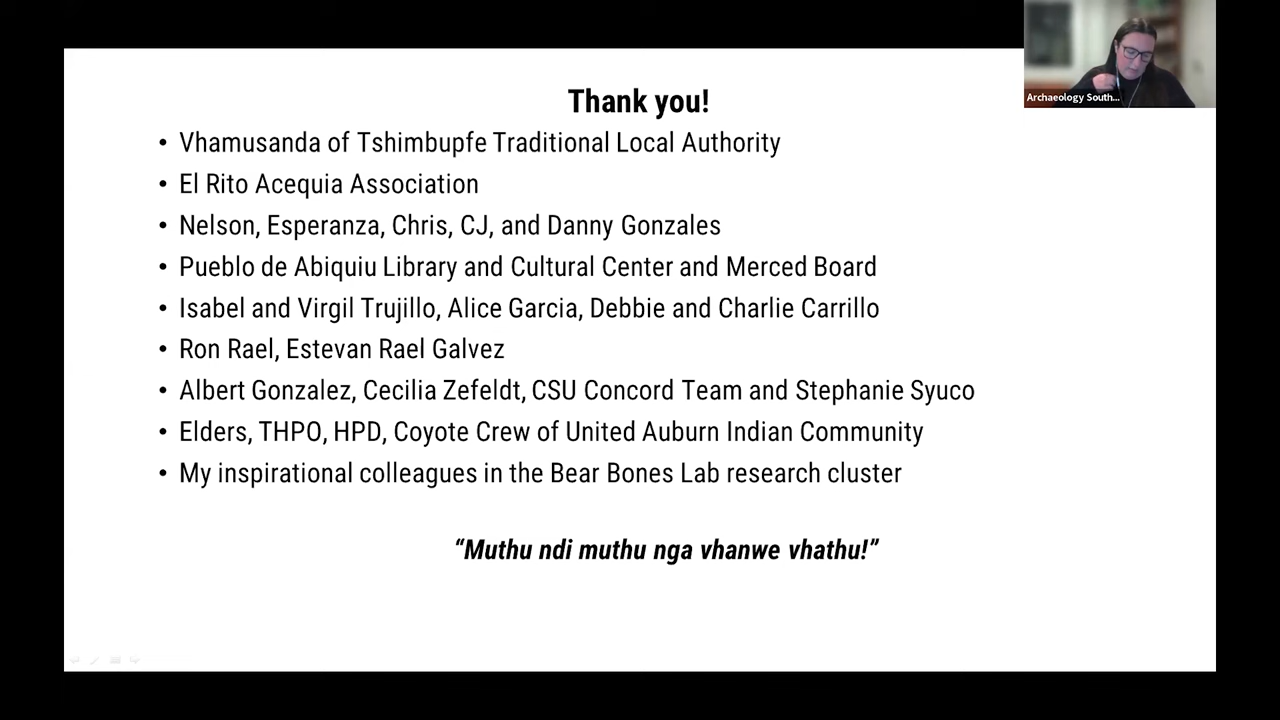 Archaeology South...
Thank you!
• Vhamusanda of Tshimbupfe Traditional Local Authority
• El Rito Acequia Association
• Nelson, Esperanza, Chris, CJ, and Danny Gonzales
• Pueblo de Abiquiu Library and Cultural Center and Merced Board
• Isabel and Virgil Trujillo, Alice Garcia, Debbie and Charlie Carrillo
• Ron Rael, Estevan Rael Galvez
• Albert Gonzalez, Cecilia Zefeldt, CSU Concord Team and Stephanie Syuco
• Elders, THPO, HPD, Coyote Crew of United Auburn Indian Community
• My inspirational colleagues in the Bear Bones Lab research cluster
“Muthu ndi muthu nga vhanwe vhathu!”